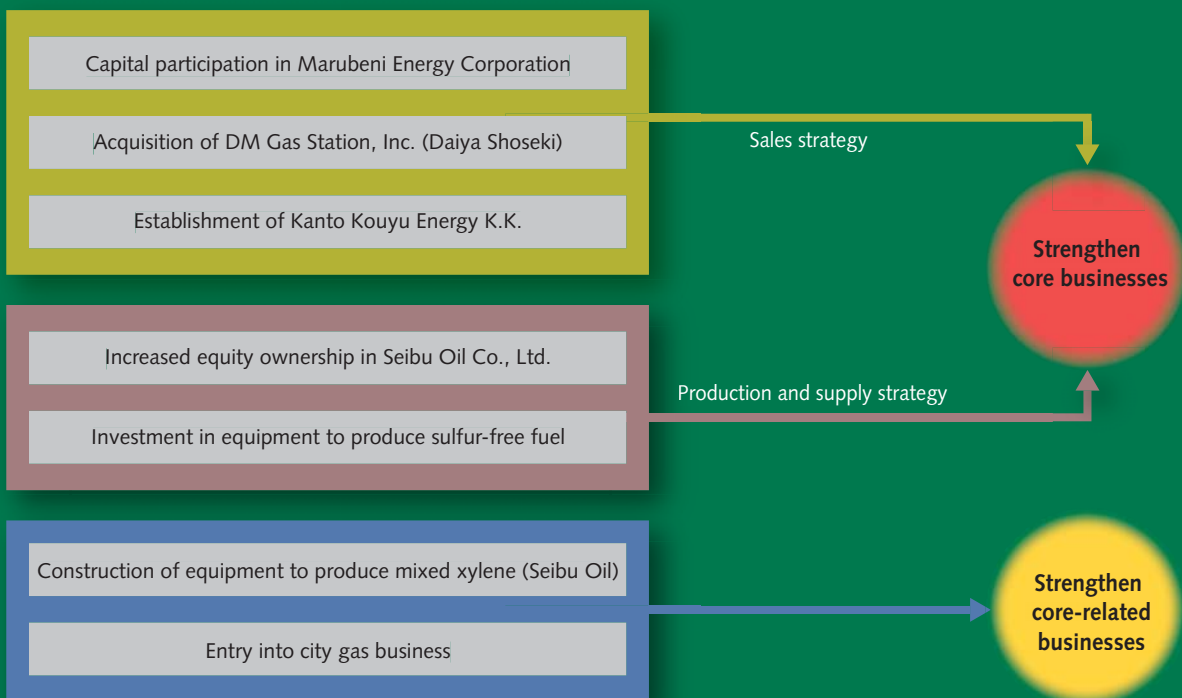 Capital participation in Marubeni Energy Corporation
Acquisition of DM Gas Station, Inc. (Daiya Shoseki)
Sales strategy
Establishment of Kanto Kouyu Energy K.K.
Strengthen
core businesses
Increased equity ownership in Seibu Oil Co., Ltd.
Production and supply strategy
Investment in equipment to produce sulfur-free fuel
Construction of equipment to produce mixed xylene (Seibu Oil)
Entry into city gas business
Strengthen
core-related
businesses